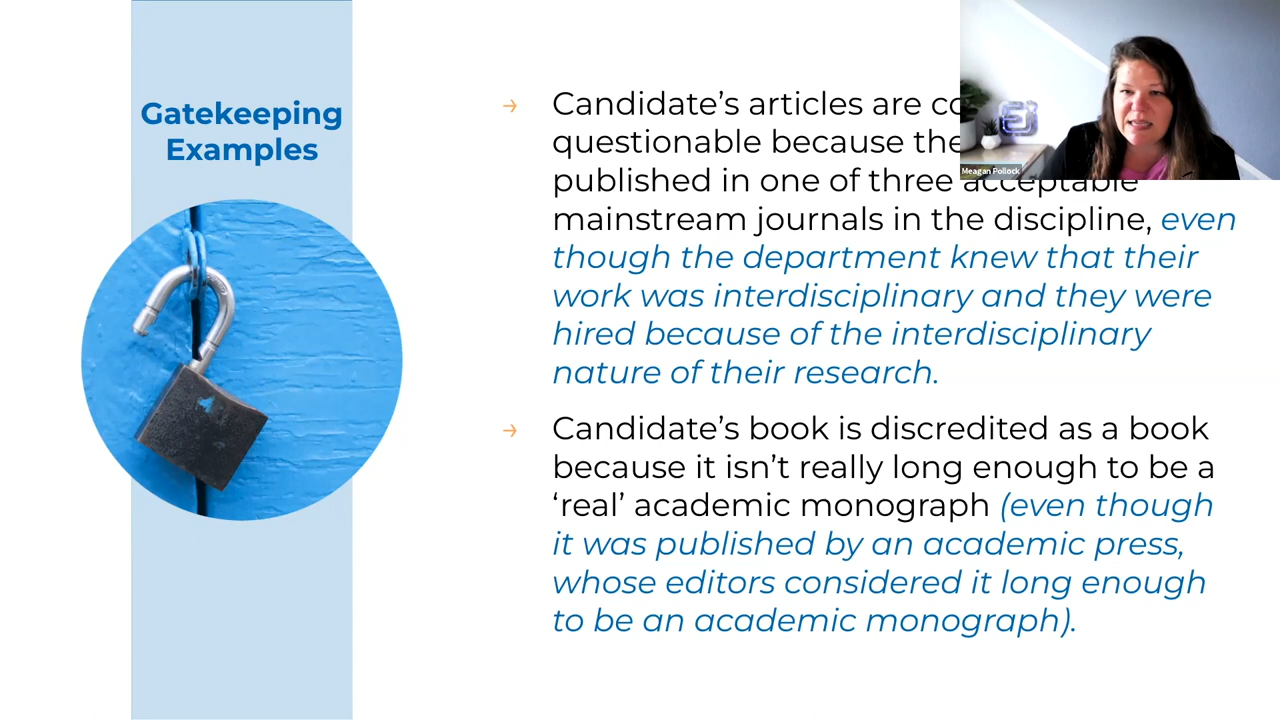 Gatekeeping
Examples
→ Candidate’s articles are
questionable because
published in one of three acceptable
mainstream journals in the discipline, even
though the department knew that their
work was interdisciplinary and they were
hired because of the interdisciplinary
nature of their research.
→ Candidate’s book is discredited as a book
because it isn’t really long enough to be a
‘real’ academic monograph (even though
it was published by an academic press,
whose editors considered it long enough
to be an academic monograph).
Meagan Pollock